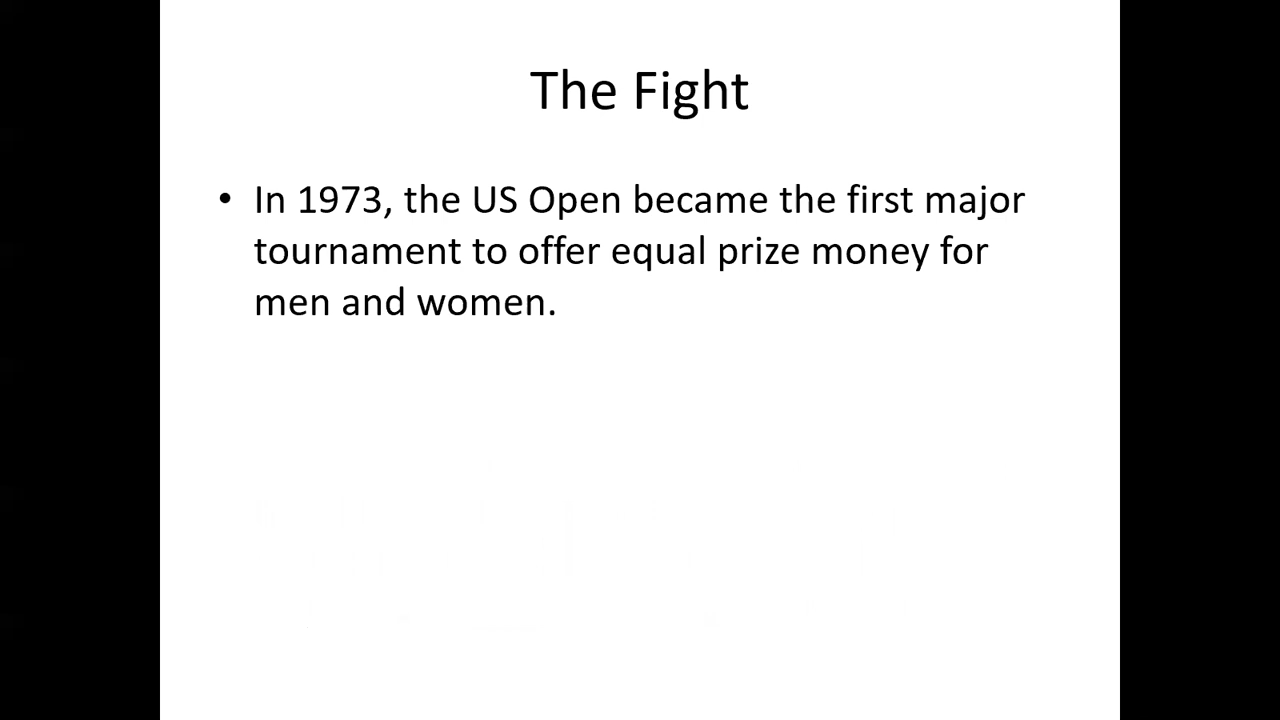 The Fight
• In 1973, the US Open became the first major
tournament to offer equal prize money for
men and women.